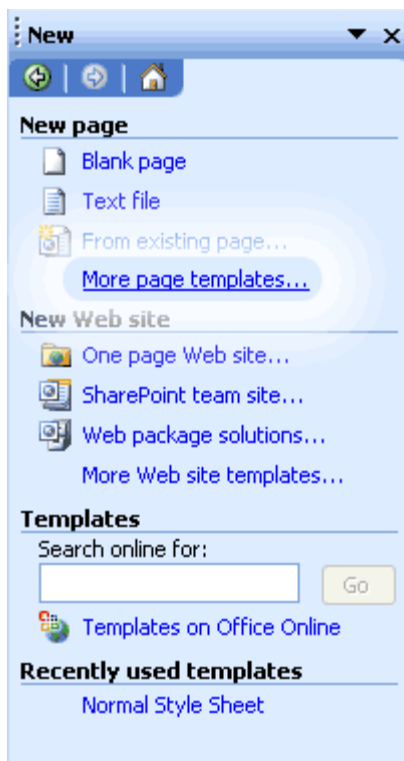 New
New page
Blank page
Text file
From existing page...
More page templates...
New Web site
One page Web site...
SharePoint team site...
Web package solutions...
More Web site templates...
Templates
Search online for:
Go
Templates on Office Online
Recently used templates
Normal Style Sheet